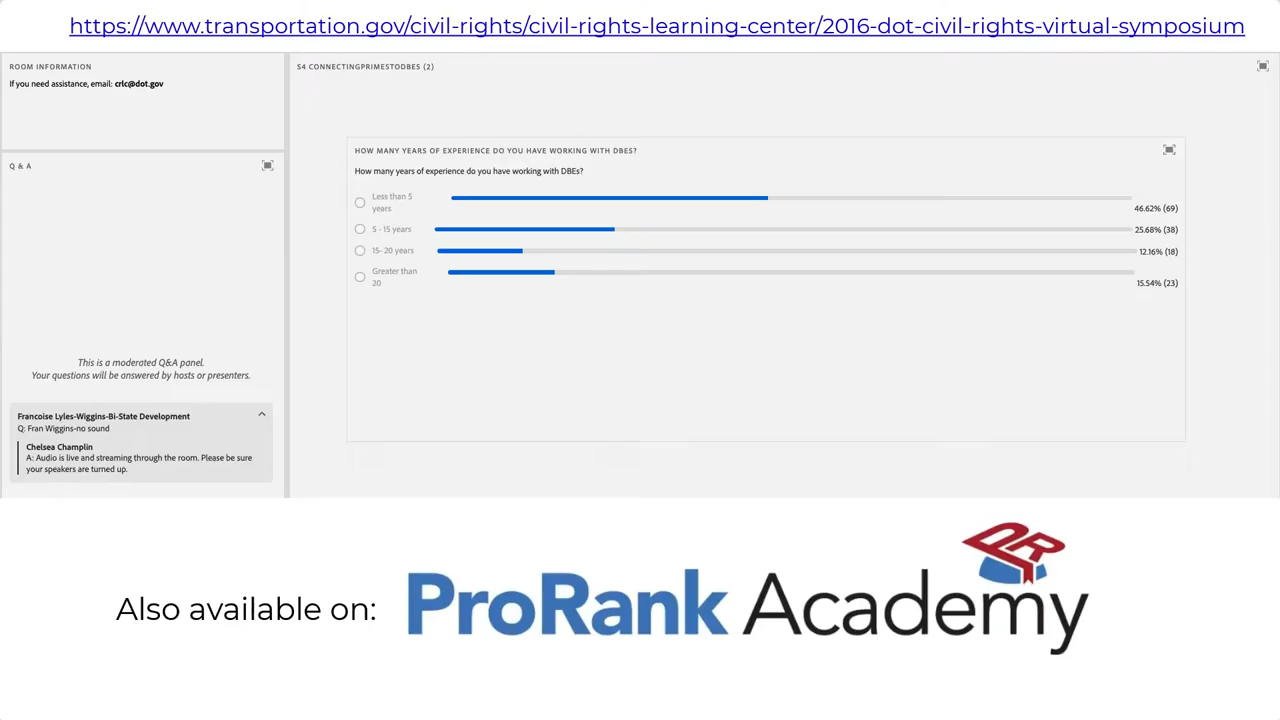 https://www.transportation.gov/civil-rights/civil-rights-learning-center/2016-dot-civil-rights-virtual-symposium
ROOM INFORMATION
If you need assistance, email: crlc@dot.gov
Q & A
This is a moderated Q&A panel.
Your questions will be answered by hosts or presenters.
Francoise Lyles-Wiggins-Bi-State Development
Q: Fran Wiggins-no sound
Chelsea Champlin
A: Audio is live and streaming through the room. Please be sure
your speakers are turned up.
S4 CONNECTINGPRIMESTODBES (2)
HOW MANY YEARS OF EXPERIENCE DO YOU HAVE WORKING WITH DBES?
How many years of experience do you have working with DBEs?
Less than 5
years
46.62% (69)
5 - 15 years
25.68% (38)
15- 20 years
12.16% (18)
Greater than
20
15.54% (23)
Also available on:
ProRank Academy
PR